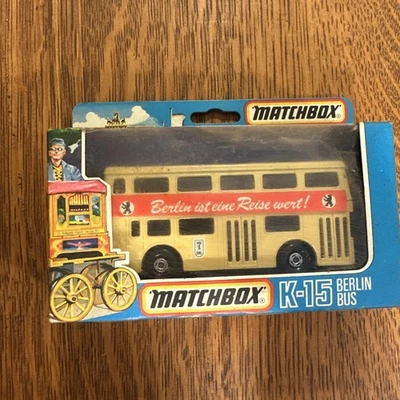 MATCHBOX®
Berlin ist eine Reise wert!
MATCHBOX® K-15 BERLIN
BUS